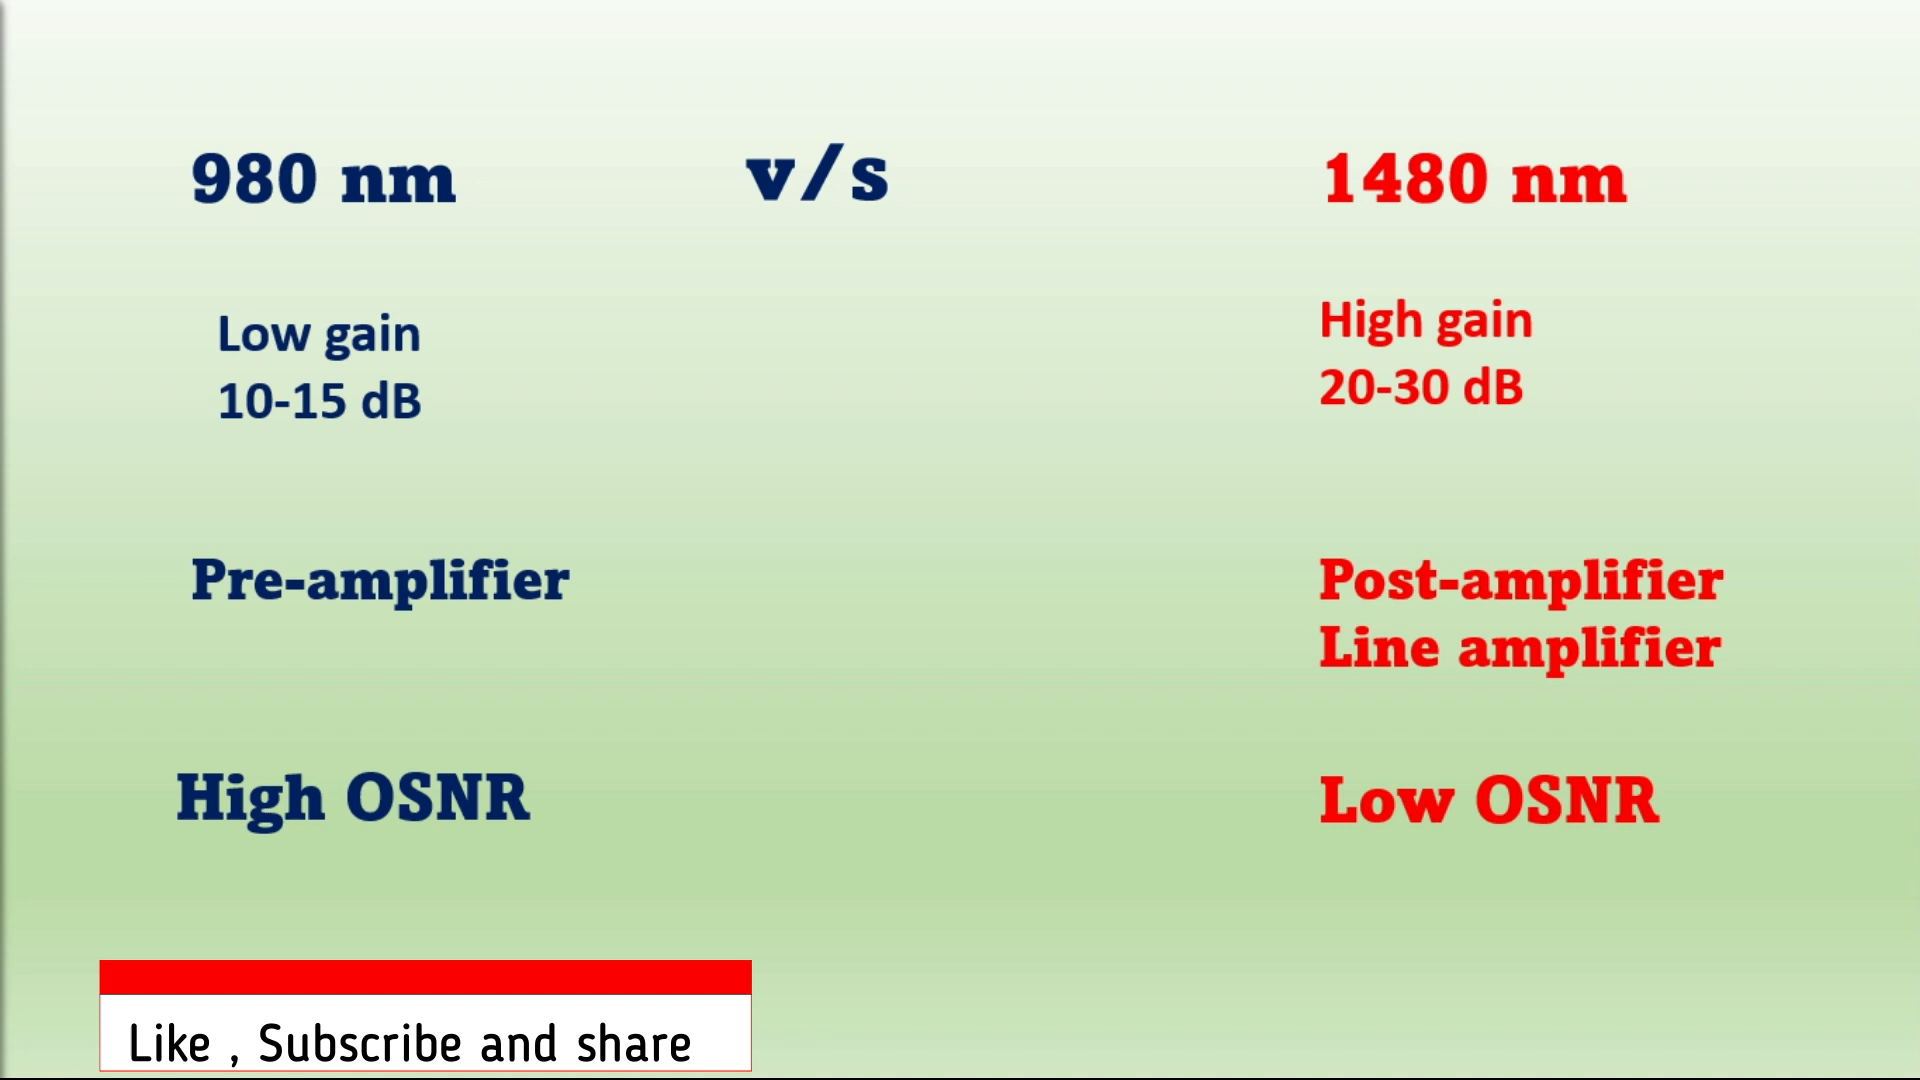 980 nm v/s 1480 nm
Low gain
10-15 dB
High gain
20-30 dB
Pre-amplifier
Post-amplifier
Line amplifier
High OSNR
Low OSNR
Like , Subscribe and share